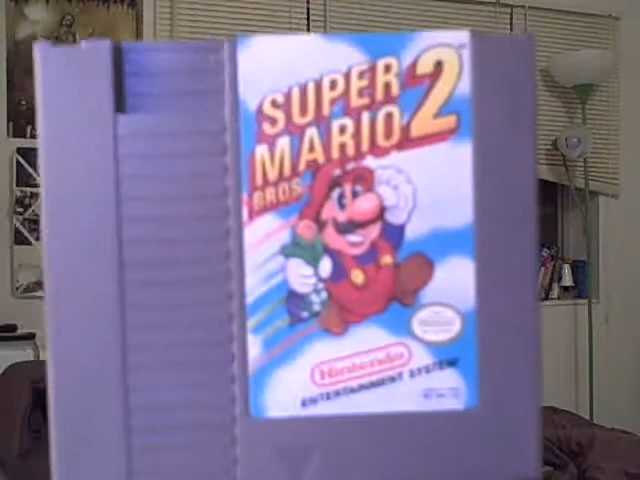 SUPER
MARIO 2
BROS
Nintendo
ENTERTAINMENT SYSTEM